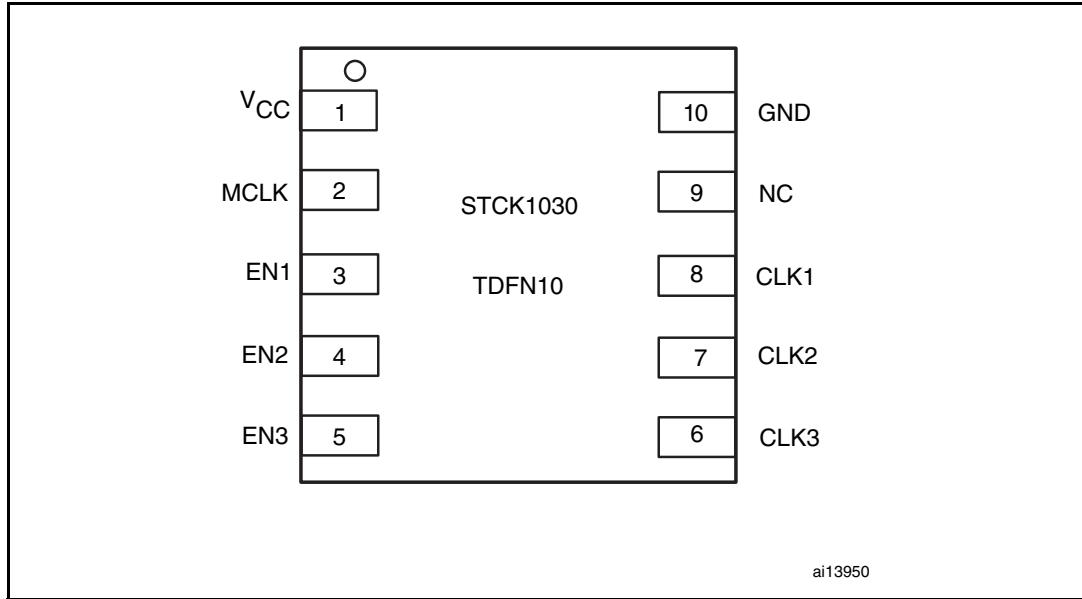 VCC 1 10 GND
MCLK 2 STCK1030 9 NC
EN1 3 TDFN10 8 CLK1
EN2 4 7 CLK2
EN3 5 6 CLK3
ai13950